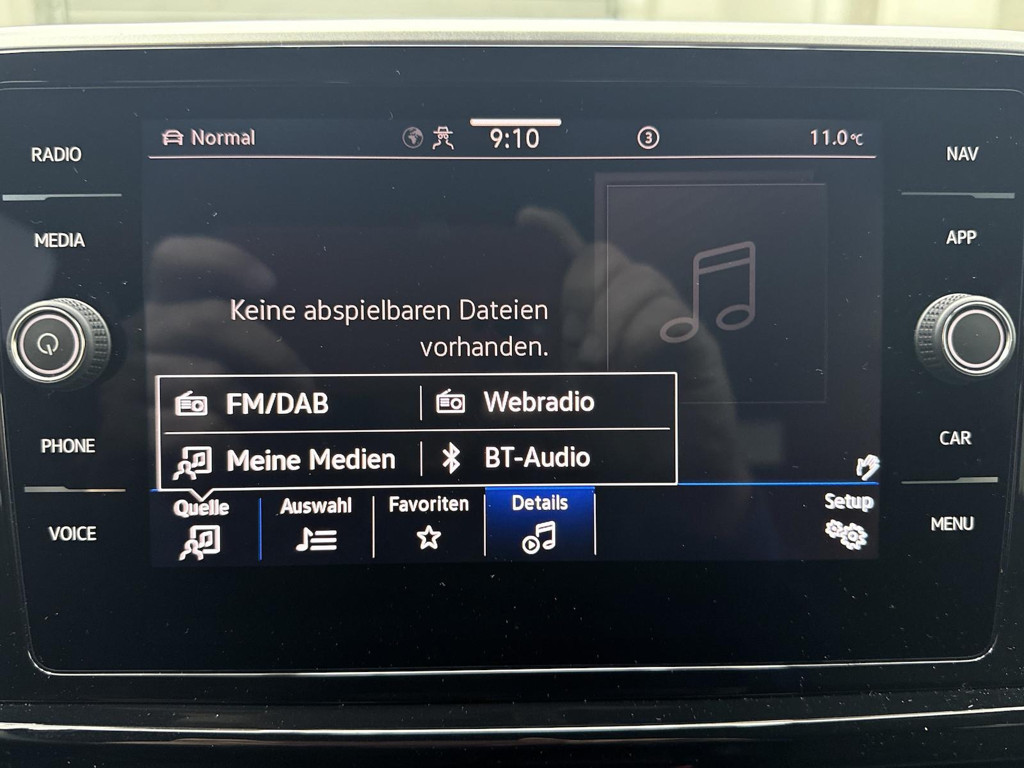 Normal
9:10
3
11.0°C
RADIO
NAV
MEDIA
APP
Keine abspielbaren Dateien
vorhanden.
FM/DAB
Webradio
Meine Medien
BT-Audio
PHONE
CAR
Quelle
Auswahl
Favoriten
Details
Setup
VOICE
MENU